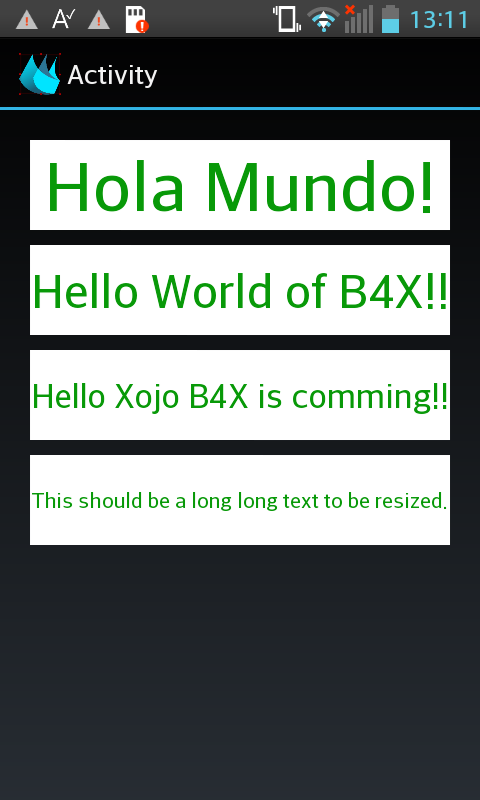 A 13:11
Activity
Hola Mundo!
Hello World of B4X!!
Hello Xojo B4X is comming!!
This should be a long long text to be resized.